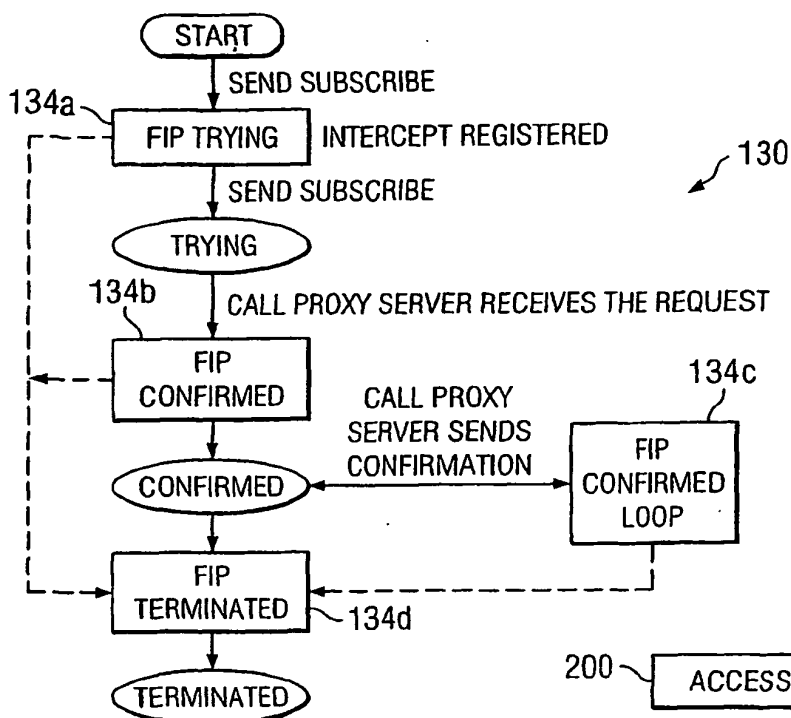 START
SEND SUBSCRIBE
134a
FIP TRYING
INTERCEPT REGISTERED
130
SEND SUBSCRIBE
TRYING
134b
CALL PROXY SERVER RECEIVES THE REQUEST
FIP
CONFIRMED
134c
CALL PROXY
SERVER SENDS
CONFIRMATION
FIP
CONFIRMED
LOOP
CONFIRMED
FIP
TERMINATED
134d
200
ACCESS
TERMINATED